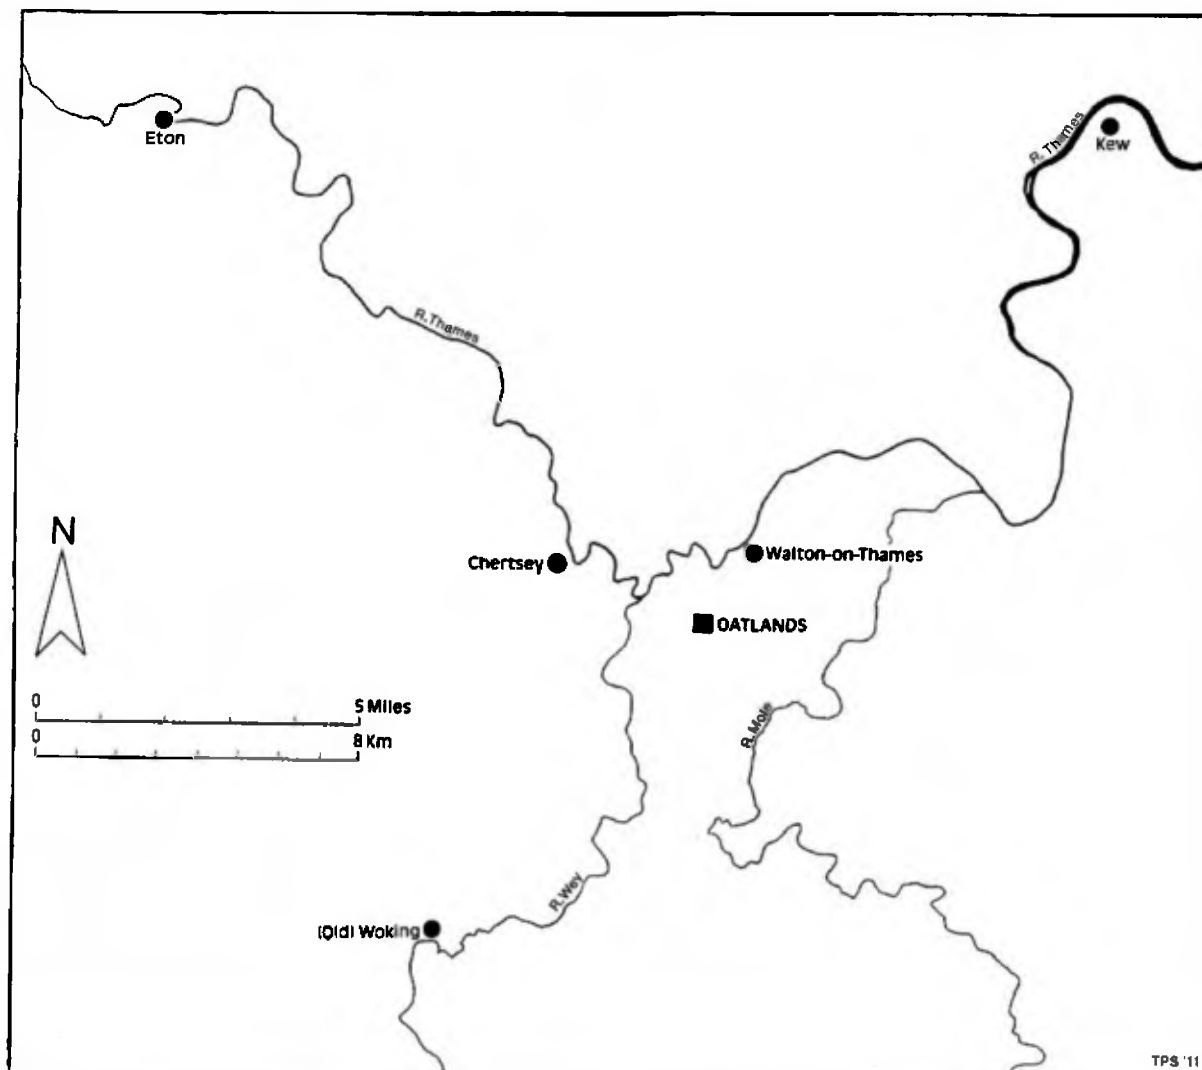 Eton
R. Thames
Kew
R. Thames
N
Chertsey
Walton-on-Thames
OATLANDS
0
5 Miles
0
8 Km
R. Mole
R. Wey
(Old) Woking
TPS '11